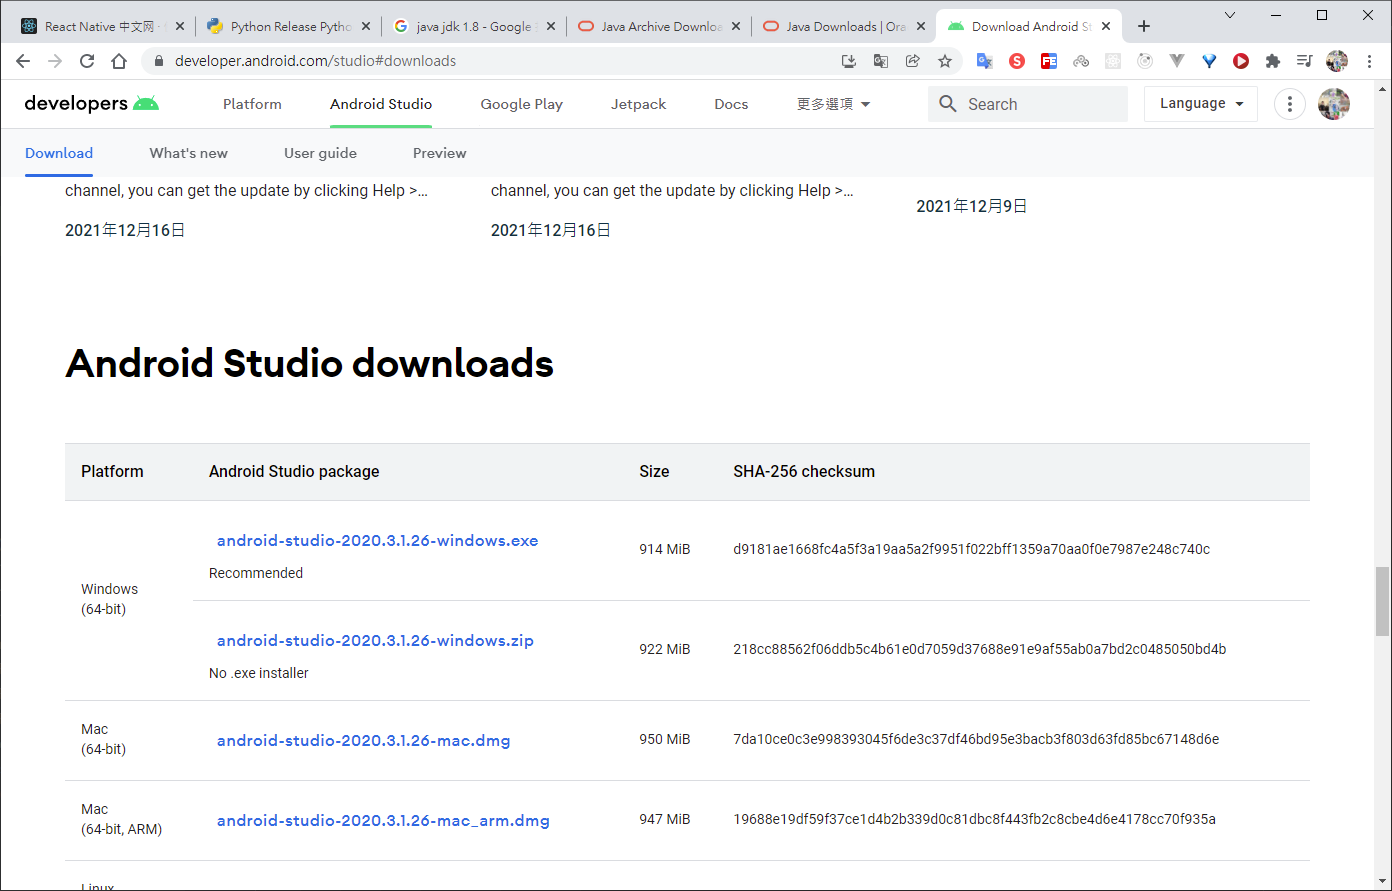 React Native 中文网 ·
Python Release Pytho
java jdk 1.8 - Google
Java Archive Downloa
Java Downloads | Ora
Download Android St
developer.android.com/studio#downloads
developers
Platform
Android Studio
Google Play
Jetpack
Docs
更多選項
Search
Language
Download
What's new
User guide
Preview
channel, you can get the update by clicking Help >...
channel, you can get the update by clicking Help >...
2021年12月9日
2021年12月16日
2021年12月16日
Android Studio downloads
Platform
Android Studio package
Size
SHA-256 checksum
Windows
(64-bit)
android-studio-2020.3.1.26-windows.exe
Recommended
914 MiB
d9181ae1668fc4a5f3a19aa5a2f9951f022bff1359a70aa0f0e7987e248c740c
android-studio-2020.3.1.26-windows.zip
No .exe installer
922 MiB
218cc88562f06ddb5c4b61e0d7059d37688e91e9af55ab0a7bd2c0485050bd4b
Mac
(64-bit)
android-studio-2020.3.1.26-mac.dmg
950 MiB
7da10ce0c3e998393045f6de3c37df46bd95e3bacb3f803d63fd85bc67148d6e
Mac
(64-bit, ARM)
android-studio-2020.3.1.26-mac_arm.dmg
947 MiB
19688e19df59f37ce1d4b2b339d0c81dbc8f443fb2c8cbe4d6e4178cc70f935a
Linux